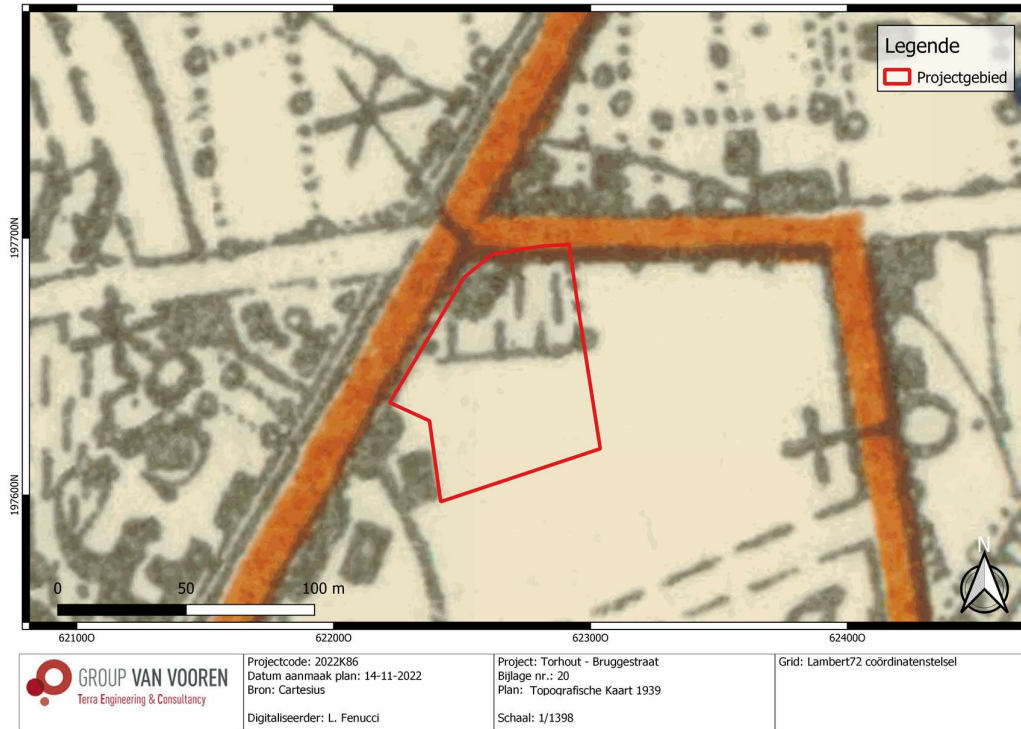 Legende
Projectgebied
197700N
197600N
N
0 50 100 m
621000 622000 623000 624000
GROUP VAN VOOREN
Terra Engineering & Consultancy
Projectcode: 2022K86
Datum aanmaak plan: 14-11-2022
Bron: Cartesius
Digitaliseerder: L. Fenucci
Project: Torhout - Bruggestraat
Bijlage nr.: 20
Plan: Topografische Kaart 1939
Schaal: 1/1398
Grid: Lambert72 coördinatenstelsel